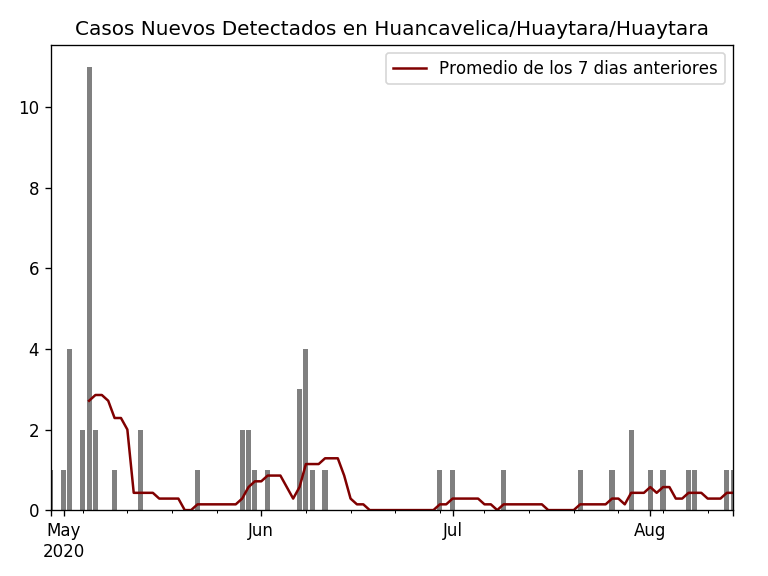 Casos Nuevos Detectados en Huancavelica/Huaytara/Huaytara
Promedio de los 7 dias anteriores
10
8
6
4
2
0
May Jun Jul Aug
2020